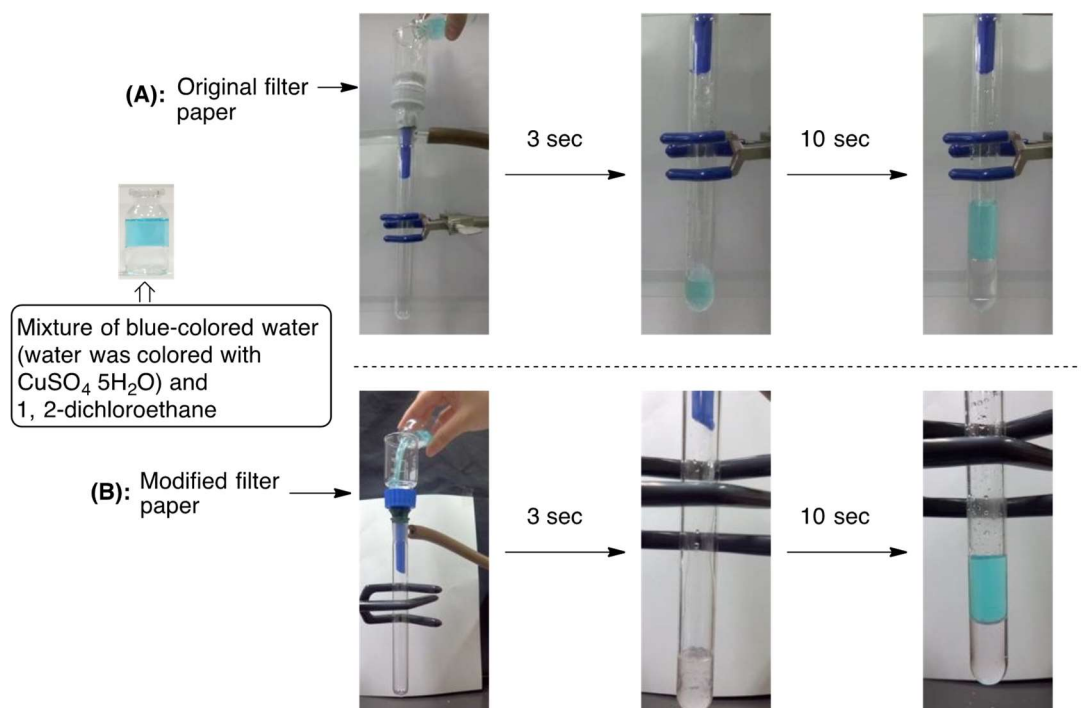 (A): Original filter
paper
3 sec
10 sec
Mixture of blue-colored water
(water was colored with
CuSO4 5H2O) and
1, 2-dichloroethane
(B): Modified filter
paper
3 sec
10 sec